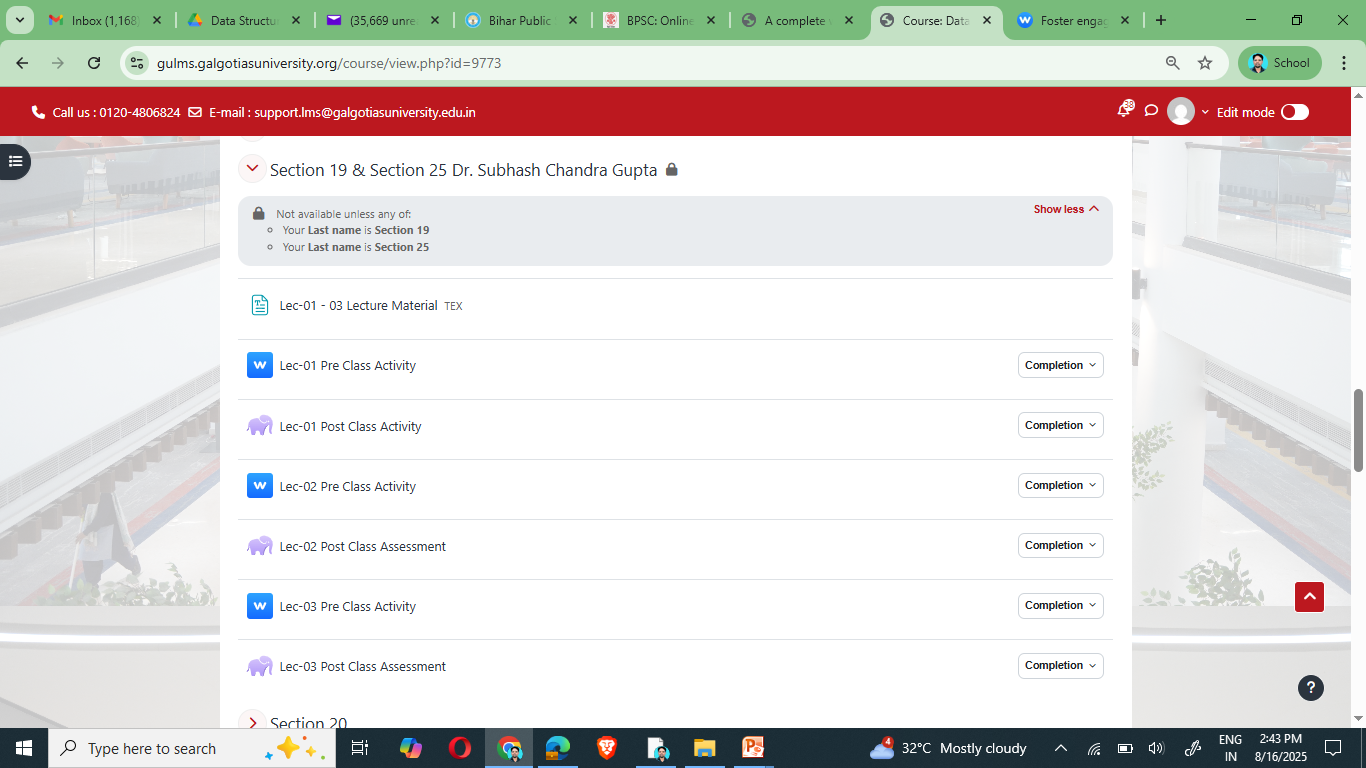 Inbox (1,168
Data Structu
(35,669 unre
Bihar Public
BPSC: Online
A complete
Course: Data
Foster engag
gulms.galgotiasuniversity.org/course/view.php?id=9773
School
Call us : 0120-4806824
E-mail : support.lms@galgotiasuniversity.edu.in
38
Edit mode
Section 19 & Section 25 Dr. Subhash Chandra Gupta
Not available unless any of:
Show less
Your Last name is Section 19
Your Last name is Section 25
Lec-01 - 03 Lecture Material TEX
Lec-01 Pre Class Activity
Completion
Lec-01 Post Class Activity
Completion
Lec-02 Pre Class Activity
Completion
Lec-02 Post Class Assessment
Completion
Lec-03 Pre Class Activity
Completion
Lec-03 Post Class Assessment
Completion
Section 20
?
Type here to search
4
32°C Mostly cloudy
ENG
IN
2:43 PM
8/16/2025